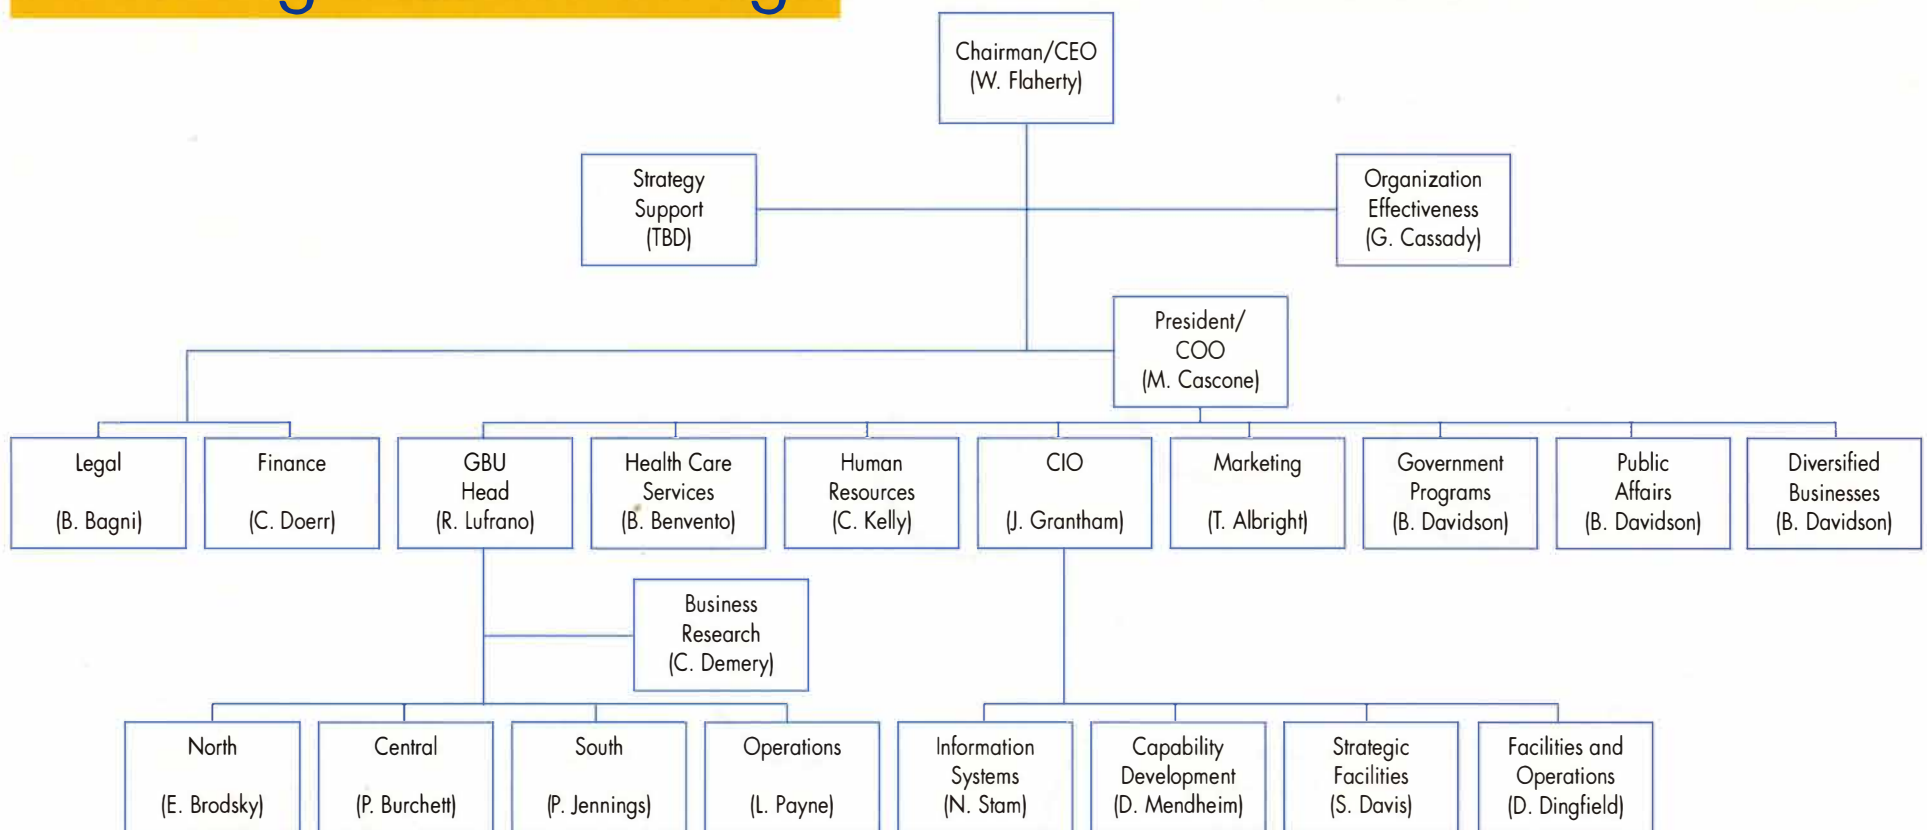 Chairman/CEO
(W. Flaherty)
Strategy
Support
(TBD)
Organization
Effectiveness
(G. Cassady)
President/
COO
(M. Cascone)
Legal
(B. Bagni)
Finance
(C. Doerr)
GBU
Head
(R. Lufrano)
Health Care
Services
(B. Benvento)
Human
Resources
(C. Kelly)
CIO
(J. Grantham)
Marketing
(T. Albright)
Government
Programs
(B. Davidson)
Public
Affairs
(B. Davidson)
Diversified
Businesses
(B. Davidson)
Business
Research
(C. Demery)
North
(E. Brodsky)
Central
(P. Burchett)
South
(P. Jennings)
Operations
(L. Payne)
Information
Systems
(N. Stam)
Capability
Development
(D. Mendheim)
Strategic
Facilities
(S. Davis)
Facilities and
Operations
(D. Dingfield)